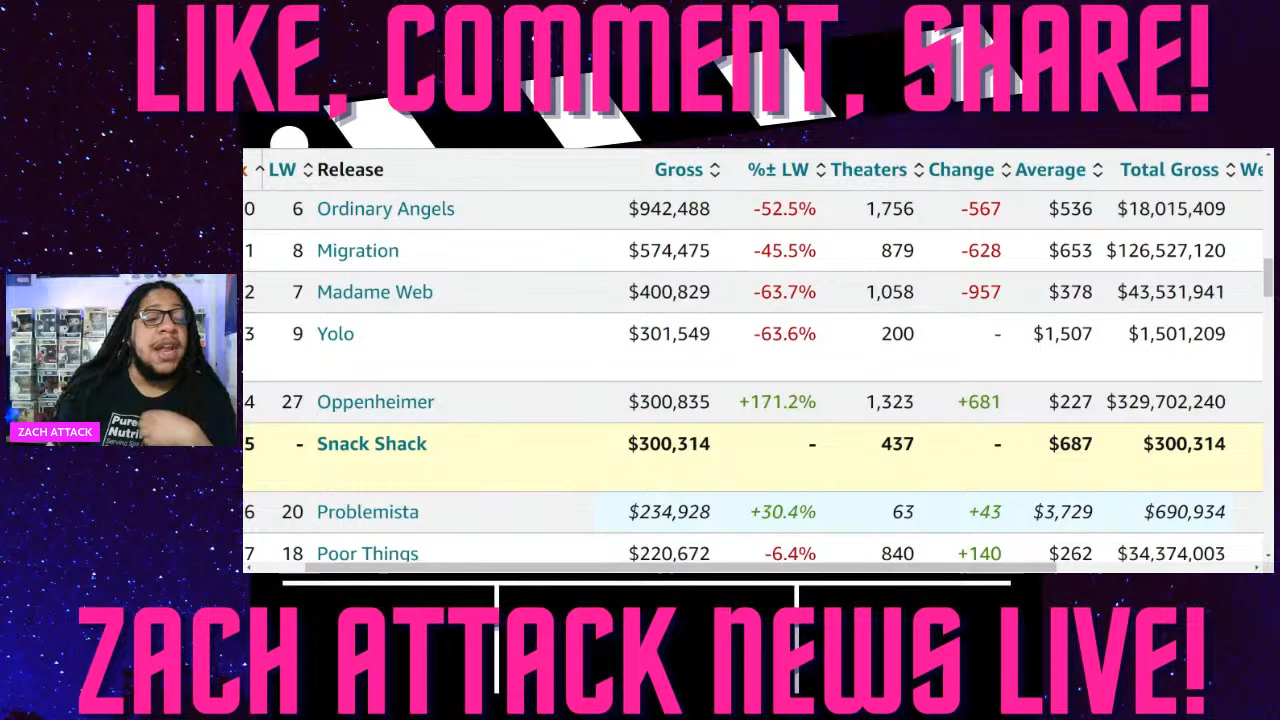 LIKE, COMMENT, SHARE!
LW Release Gross %± LW Theaters Change Average Total Gross We
0 6 Ordinary Angels $942,488 -52.5% 1,756 -567 $536 $18,015,409
1 8 Migration $574,475 -45.5% 879 -628 $653 $126,527,120
2 7 Madame Web $400,829 -63.7% 1,058 -957 $378 $43,531,941
3 9 Yolo $301,549 -63.6% 200 - $1,507 $1,501,209
4 27 Oppenheimer $300,835 +171.2% 1,323 +681 $227 $329,702,240
5 - Snack Shack $300,314 - 437 - $687 $300,314
6 20 Problemista $234,928 +30.4% 63 +43 $3,729 $690,934
7 18 Poor Things $220,672 -6.4% 840 +140 $262 $34,374,003
Pure
Nutri
ZACH ATTACK
ZACH ATTACK NEWS LIVE!